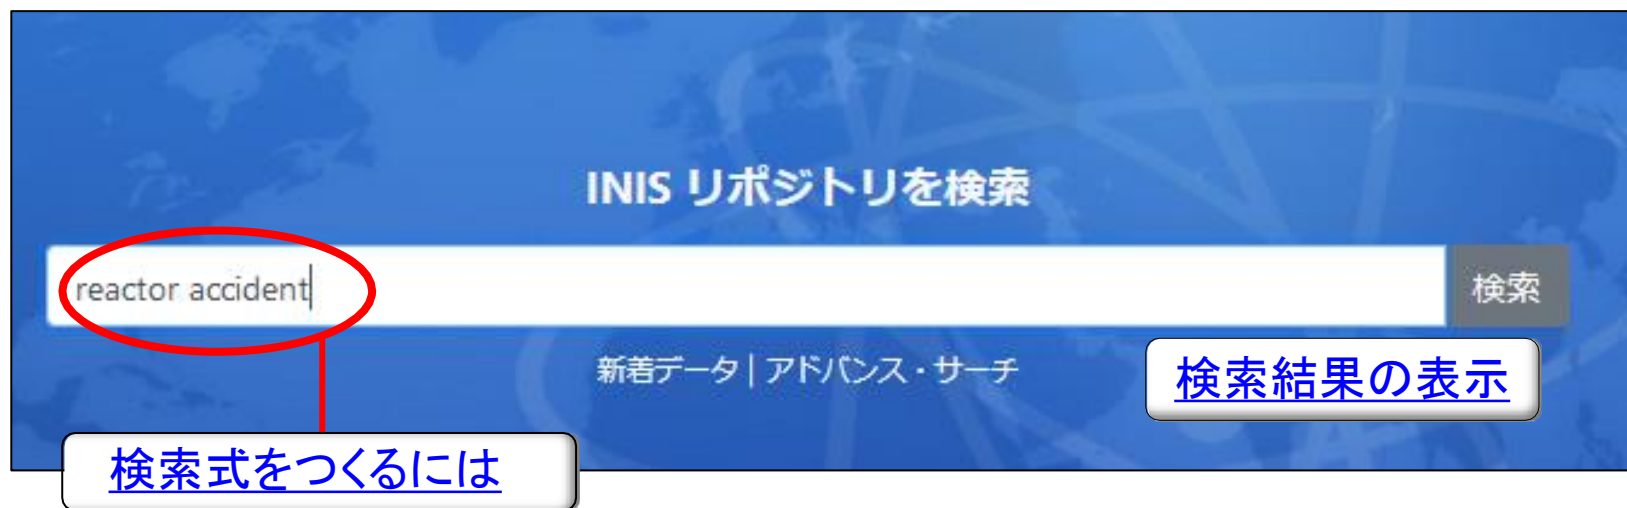 INIS リポジトリを検索
reactor accident
検索
新着データ | アドバンス・サーチ
検索結果の表示
検索式をつくるには